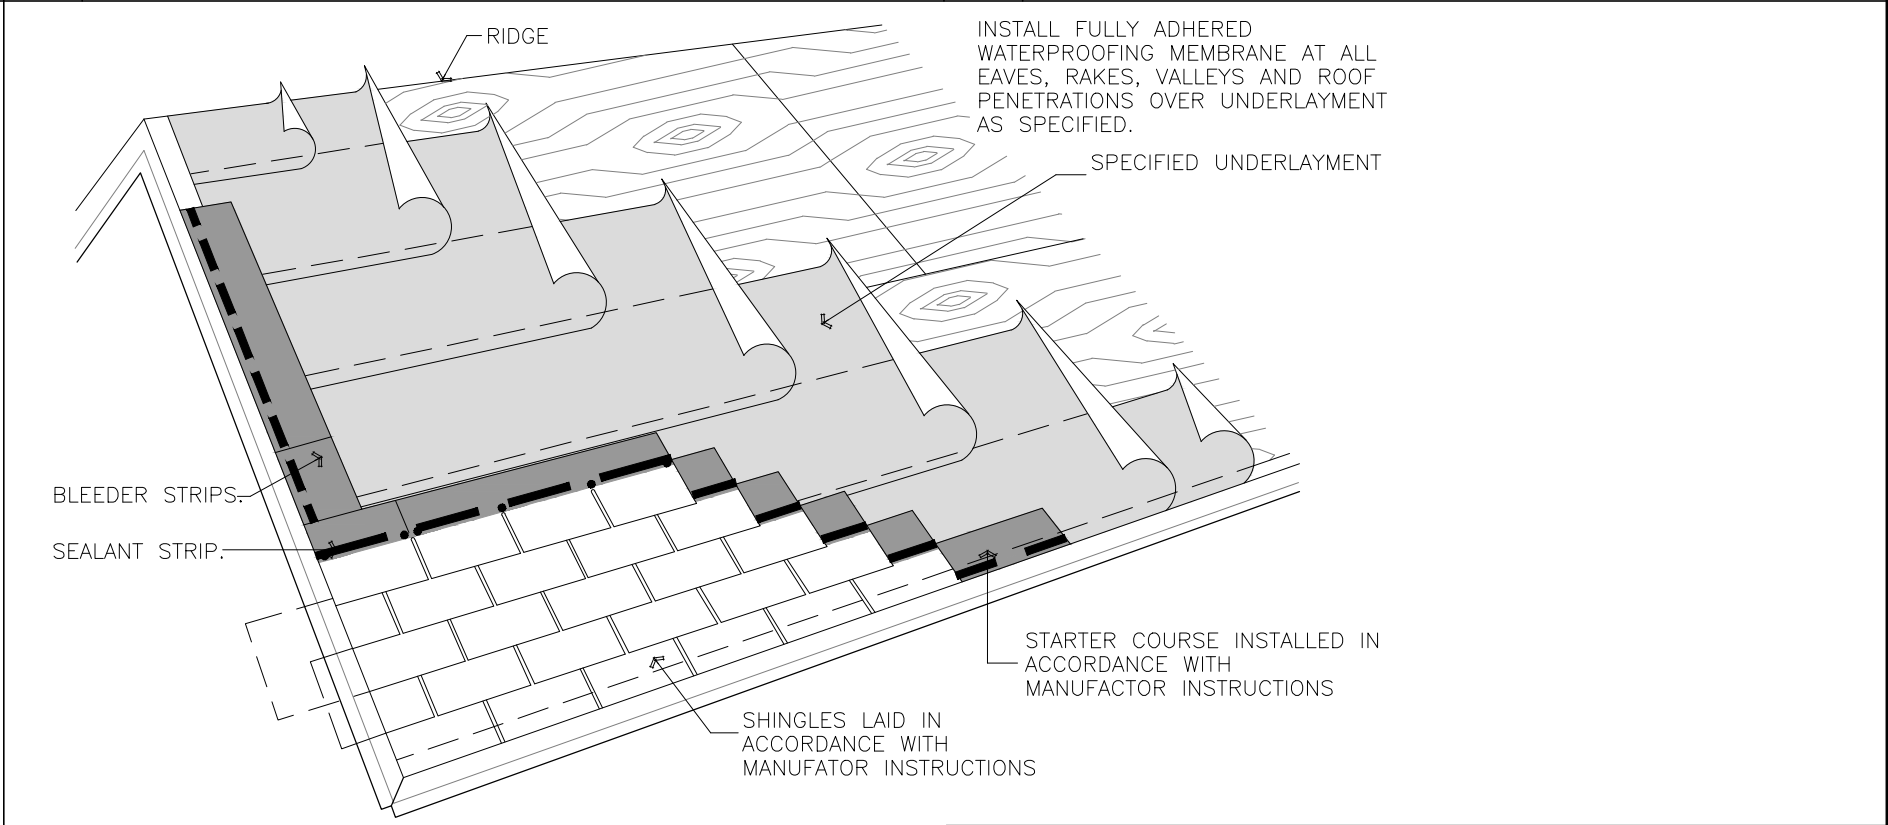 RIDGE
INSTALL FULLY ADHERED
WATERPROOFING MEMBRANE AT ALL
EAVES, RAKES, VALLEYS AND ROOF
PENETRATIONS OVER UNDERLAYMENT
AS SPECIFIED.
SPECIFIED UNDERLAYMENT
BLEEDER STRIPS.
SEALANT STRIP.
STARTER COURSE INSTALLED IN
ACCORDANCE WITH
MANUFACTOR INSTRUCTIONS
SHINGLES LAID IN
ACCORDANCE WITH
MANUFATOR INSTRUCTIONS